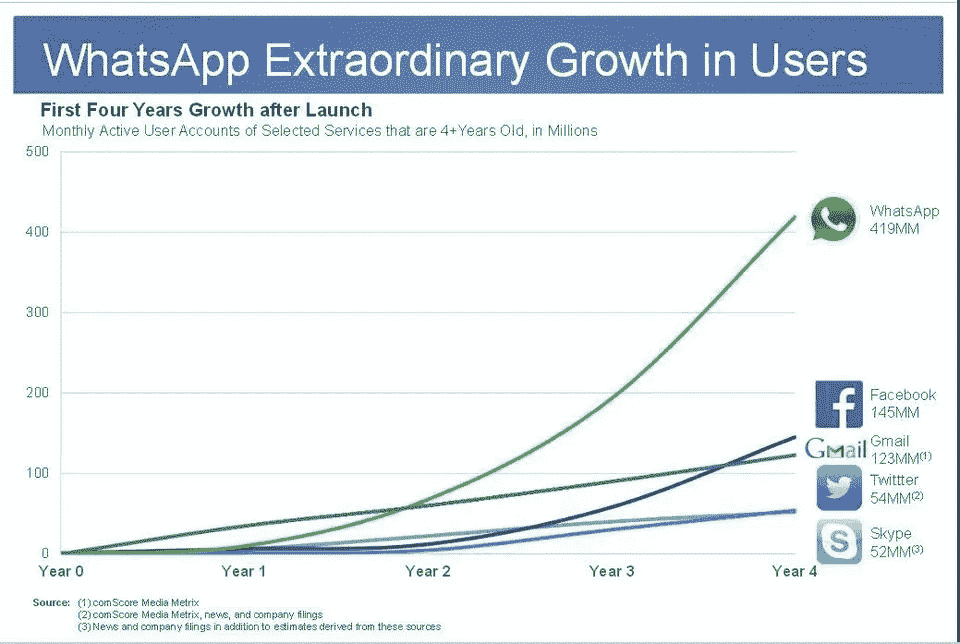 WhatsApp Extraordinary Growth in Users
First Four Years Growth after Launch
Monthly Active User Accounts of Selected Services that are 4+Years Old, in Millions
500
400
300
200
100
0
Year 0 Year 1 Year 2 Year 3 Year 4
WhatsApp
419MM
Facebook
145MM
Gmail
Gmail
123MM(1)
Twittter
54MM(2)
Skype
52MM(3)
Source: (1) comScore Media Metrix
(2) comScore Media Metrix, news, and company filings
(3) News and company filings in addition to estimates derived from these sources